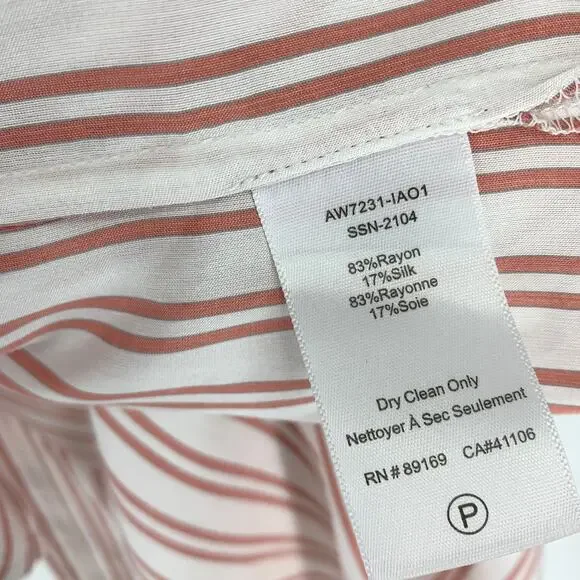 AW7231-IAO1
SSN-2104
83%Rayon
17%Silk
83%Rayonne
17%Soie
Dry Clean Only
Nettoyer À Sec Seulement
RN # 89169 CA#41106
P